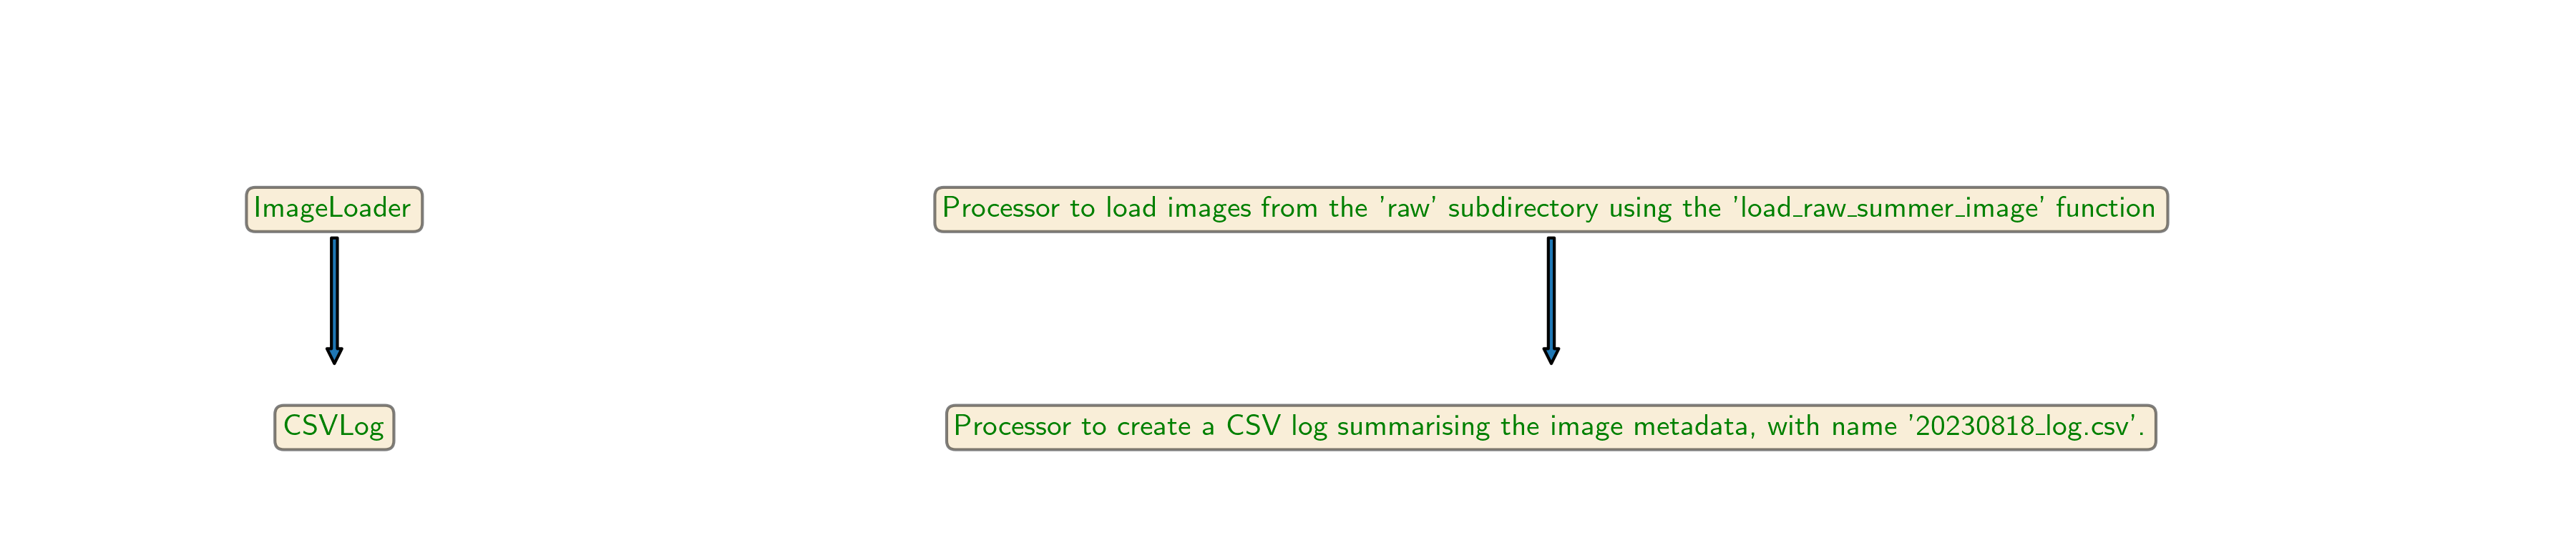 ImageLoader
Processor to load images from the 'raw' subdirectory using the 'load_raw_summer_image' function
CSVLog
Processor to create a CSV log summarising the image metadata, with name '20230818_log.csv'.